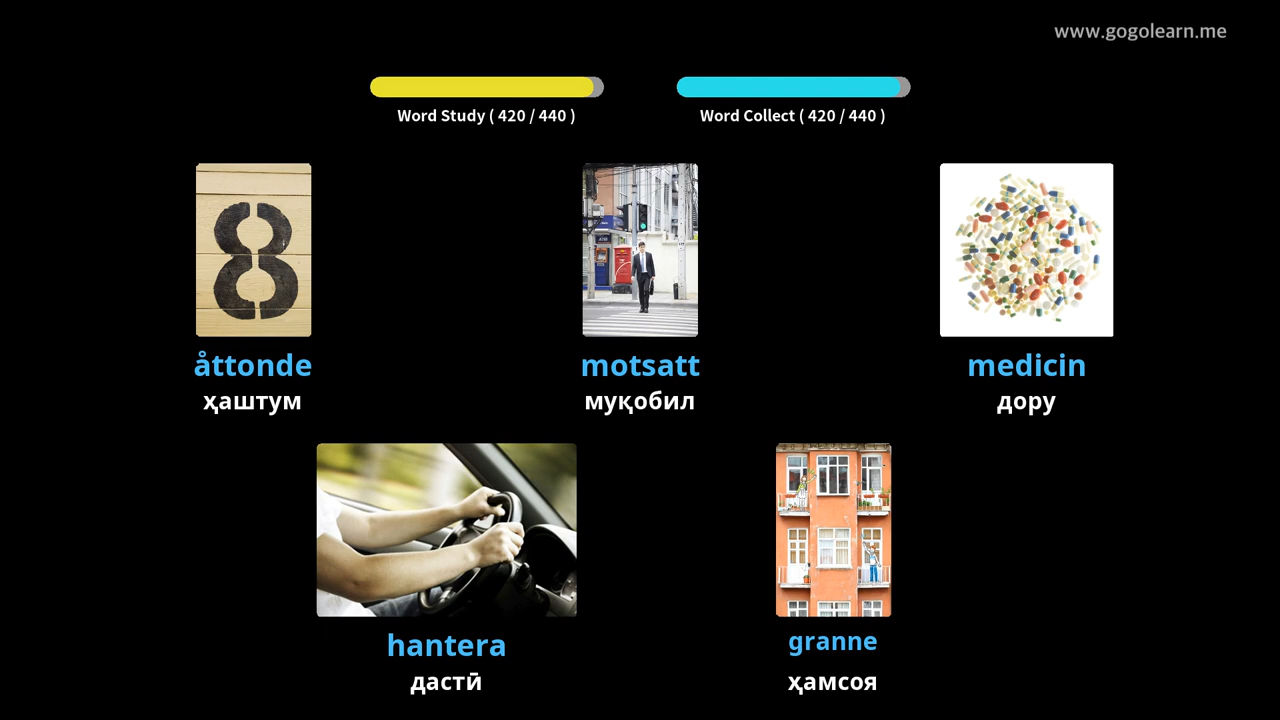 www.gogolearn.me
Word Study ( 420 / 440 )
Word Collect ( 420 / 440 )
8
åttonde
ҳаштум
motsatt
муқобил
medicin
дору
hantera
дастӣ
granne
ҳамсоя